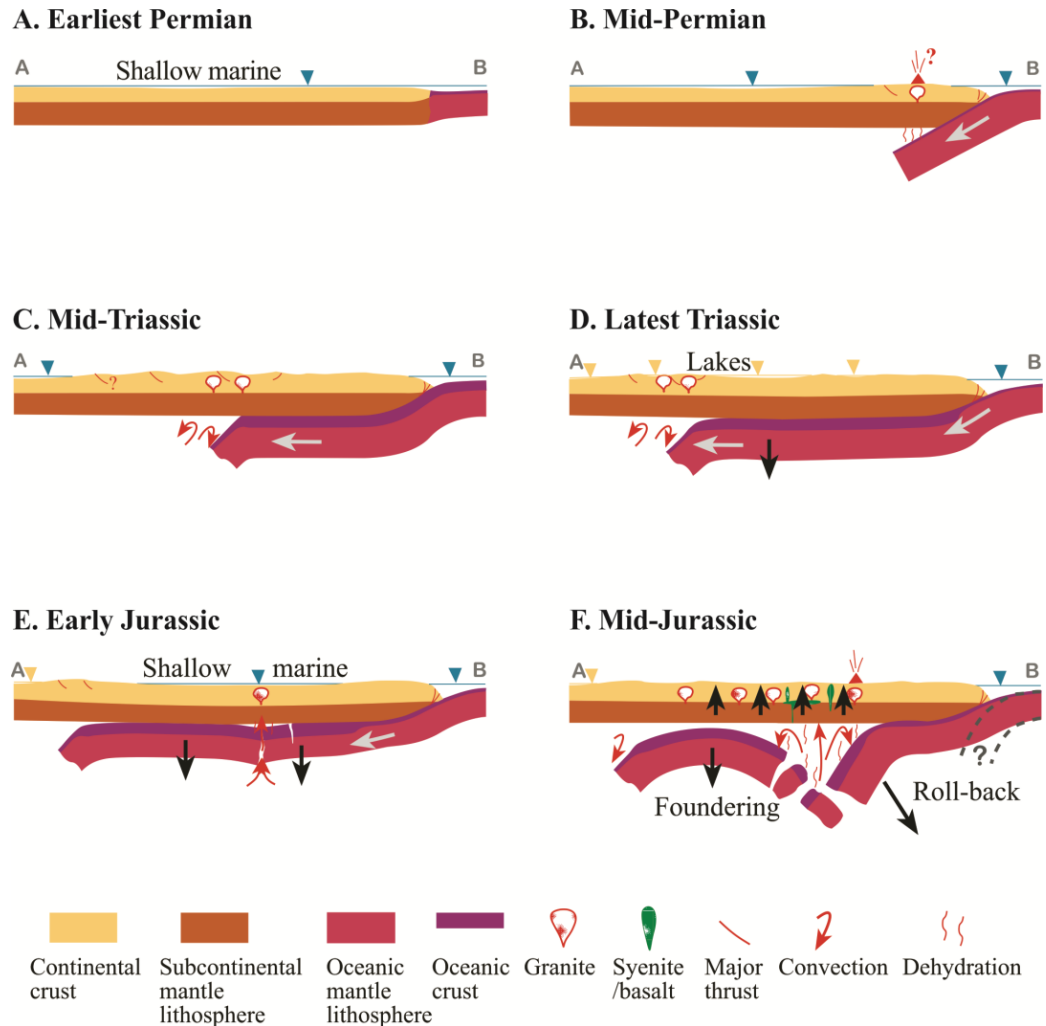 A. Earliest Permian
A
Shallow marine
B
B. Mid-Permian
A
?
B
C. Mid-Triassic
A
?
B
D. Latest Triassic
A
Lakes
B
E. Early Jurassic
A
Shallow marine
B
F. Mid-Jurassic
A
B
?
Foundering
Roll-back
Continental
crust
Subcontinental
mantle
lithosphere
Oceanic
mantle
lithosphere
Oceanic
crust
Granite
Syenite
/basalt
Major
thrust
Convection
Dehydration